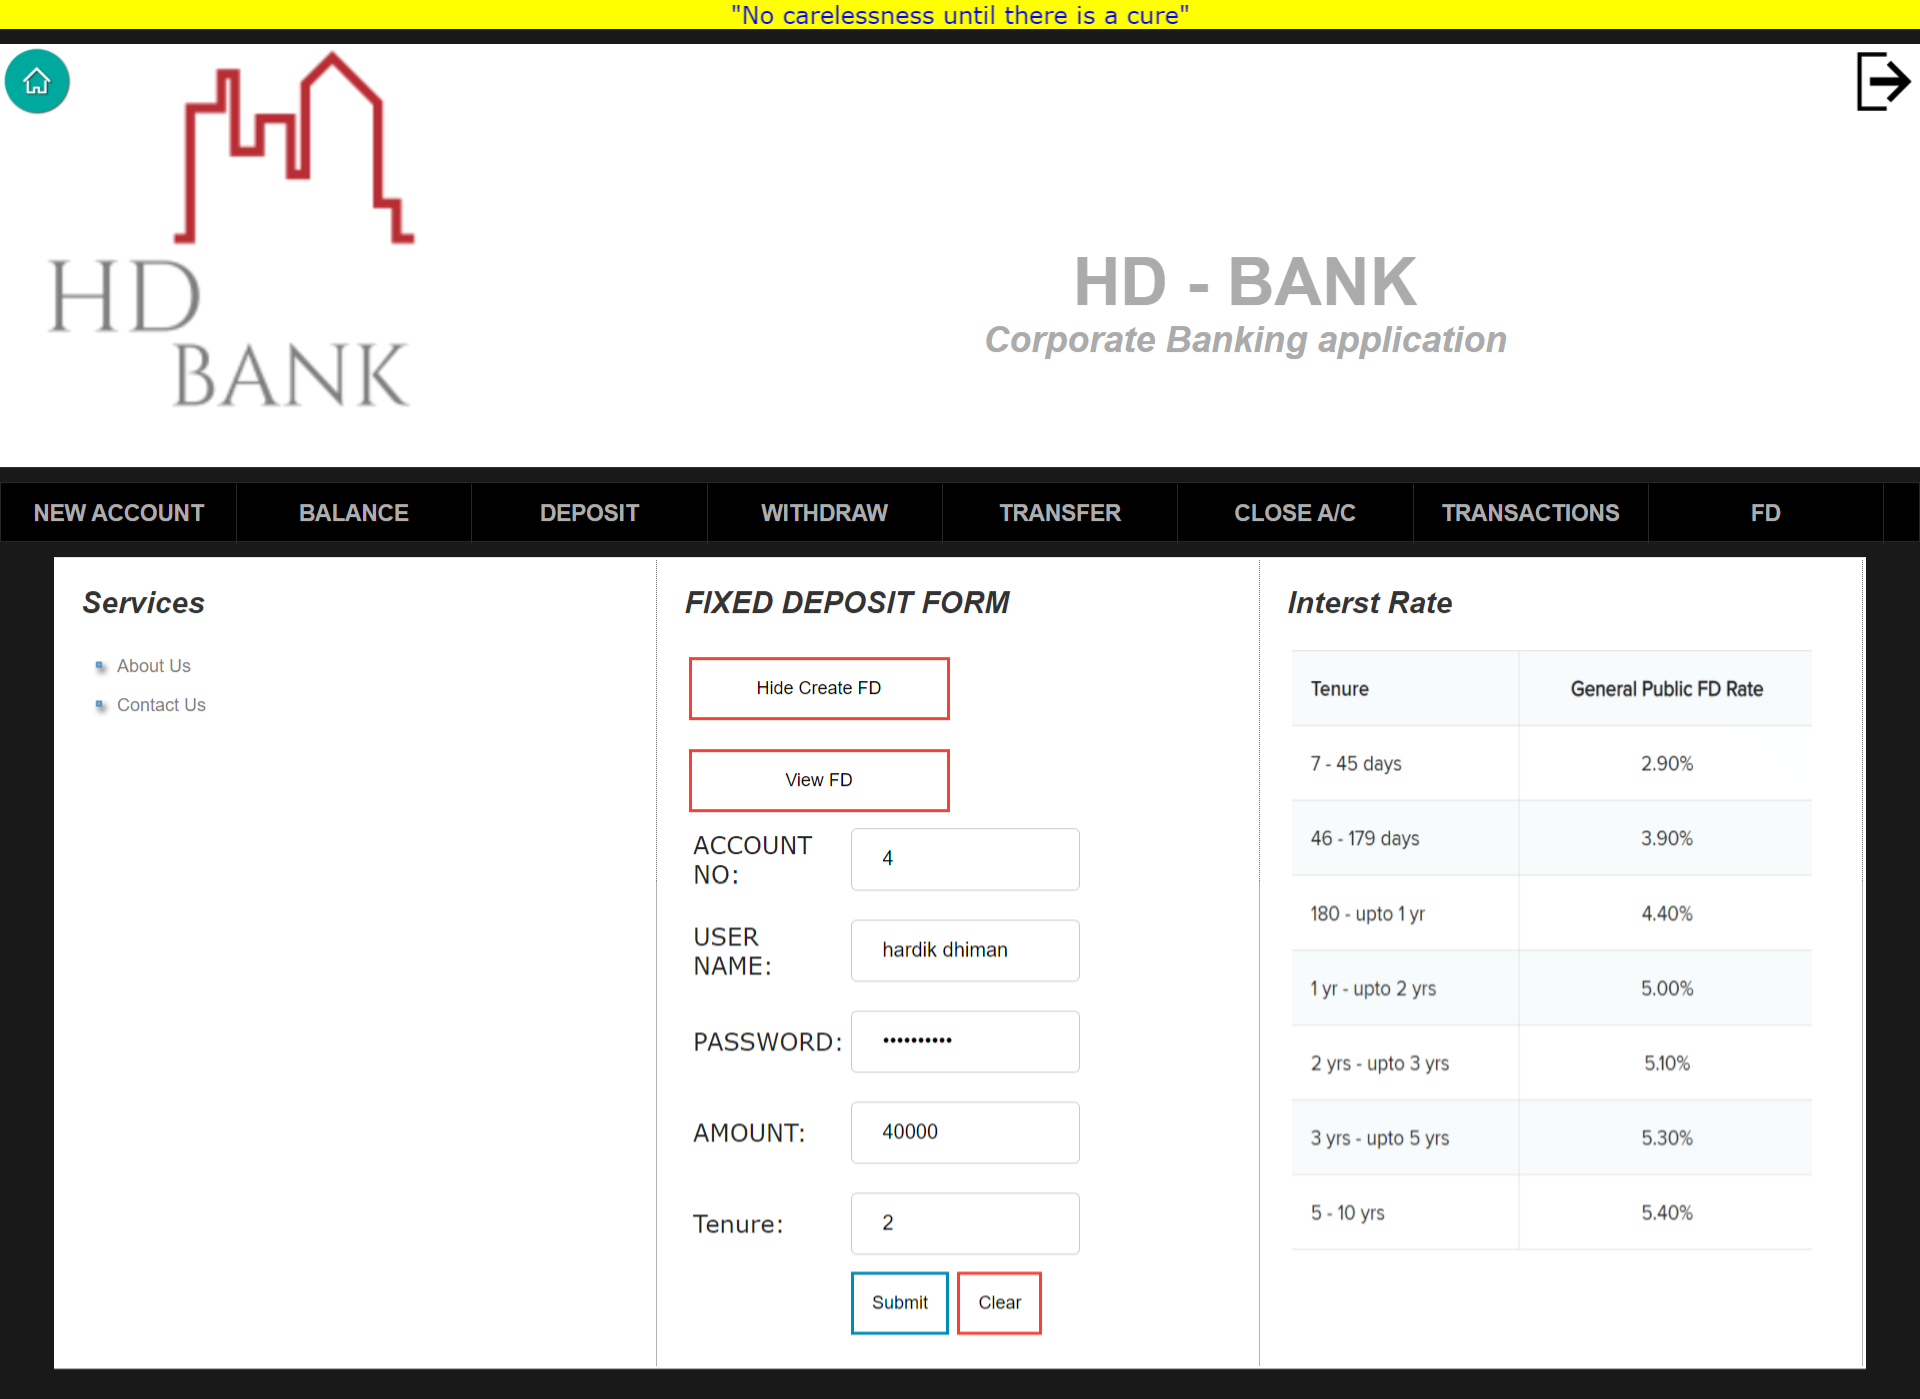 "No carelessness until there is a cure"
HD
BANK
HD - BANK
Corporate Banking application
NEW ACCOUNT BALANCE DEPOSIT WITHDRAW TRANSFER CLOSE A/C TRANSACTIONS FD
Services
About Us
Contact Us
FIXED DEPOSIT FORM
Hide Create FD
View FD
ACCOUNT
NO: 4
USER
NAME: hardik dhiman
PASSWORD: ••••••••••
AMOUNT: 40000
Tenure: 2
Submit Clear
Interst Rate
Tenure General Public FD Rate
7 - 45 days 2.90%
46 - 179 days 3.90%
180 - upto 1 yr 4.40%
1 yr - upto 2 yrs 5.00%
2 yrs - upto 3 yrs 5.10%
3 yrs - upto 5 yrs 5.30%
5 - 10 yrs 5.40%